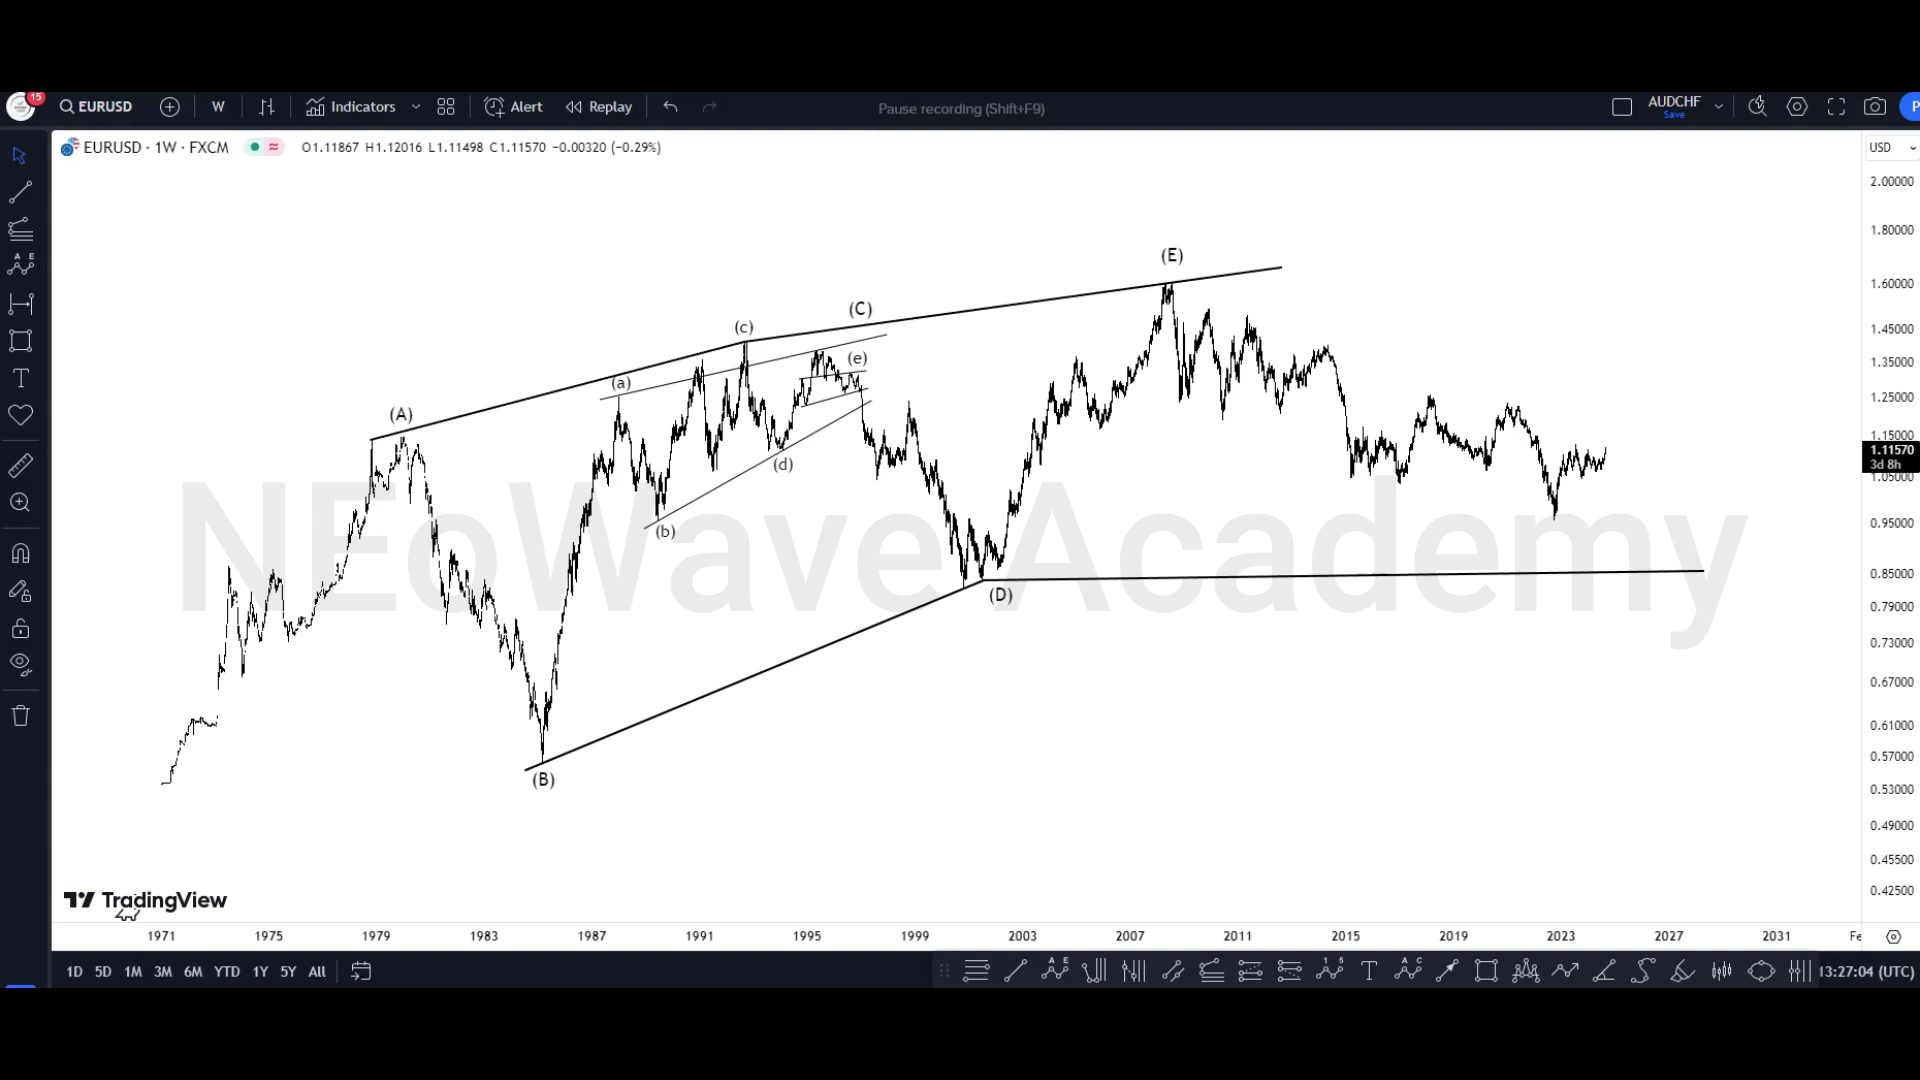 15
EURUSD
W
Indicators
Alert
Replay
Pause recording (Shift+F9)
AUDCHF
Save
P
EURUSD · 1W · FXCM
O1.11867 H1.12016 L1.11498 C1.11570 −0.00320 (−0.29%)
USD
2.00000
1.80000
1.60000
1.45000
1.35000
1.25000
1.15000
1.11570
3d 8h
1.05000
0.95000
0.85000
0.79000
0.73000
0.67000
0.61000
0.57000
0.53000
0.49000
0.45500
0.42500
(E)
(C)
(c)
(e)
(a)
(A)
(d)
(b)
(D)
(B)
NEoWave Academy
TradingView
1971 1975 1979 1983 1987 1991 1995 1999 2003 2007 2011 2015 2019 2023 2027 2031 Fe
1D 5D 1M 3M 6M YTD 1Y 5Y All
13:27:04 (UTC)